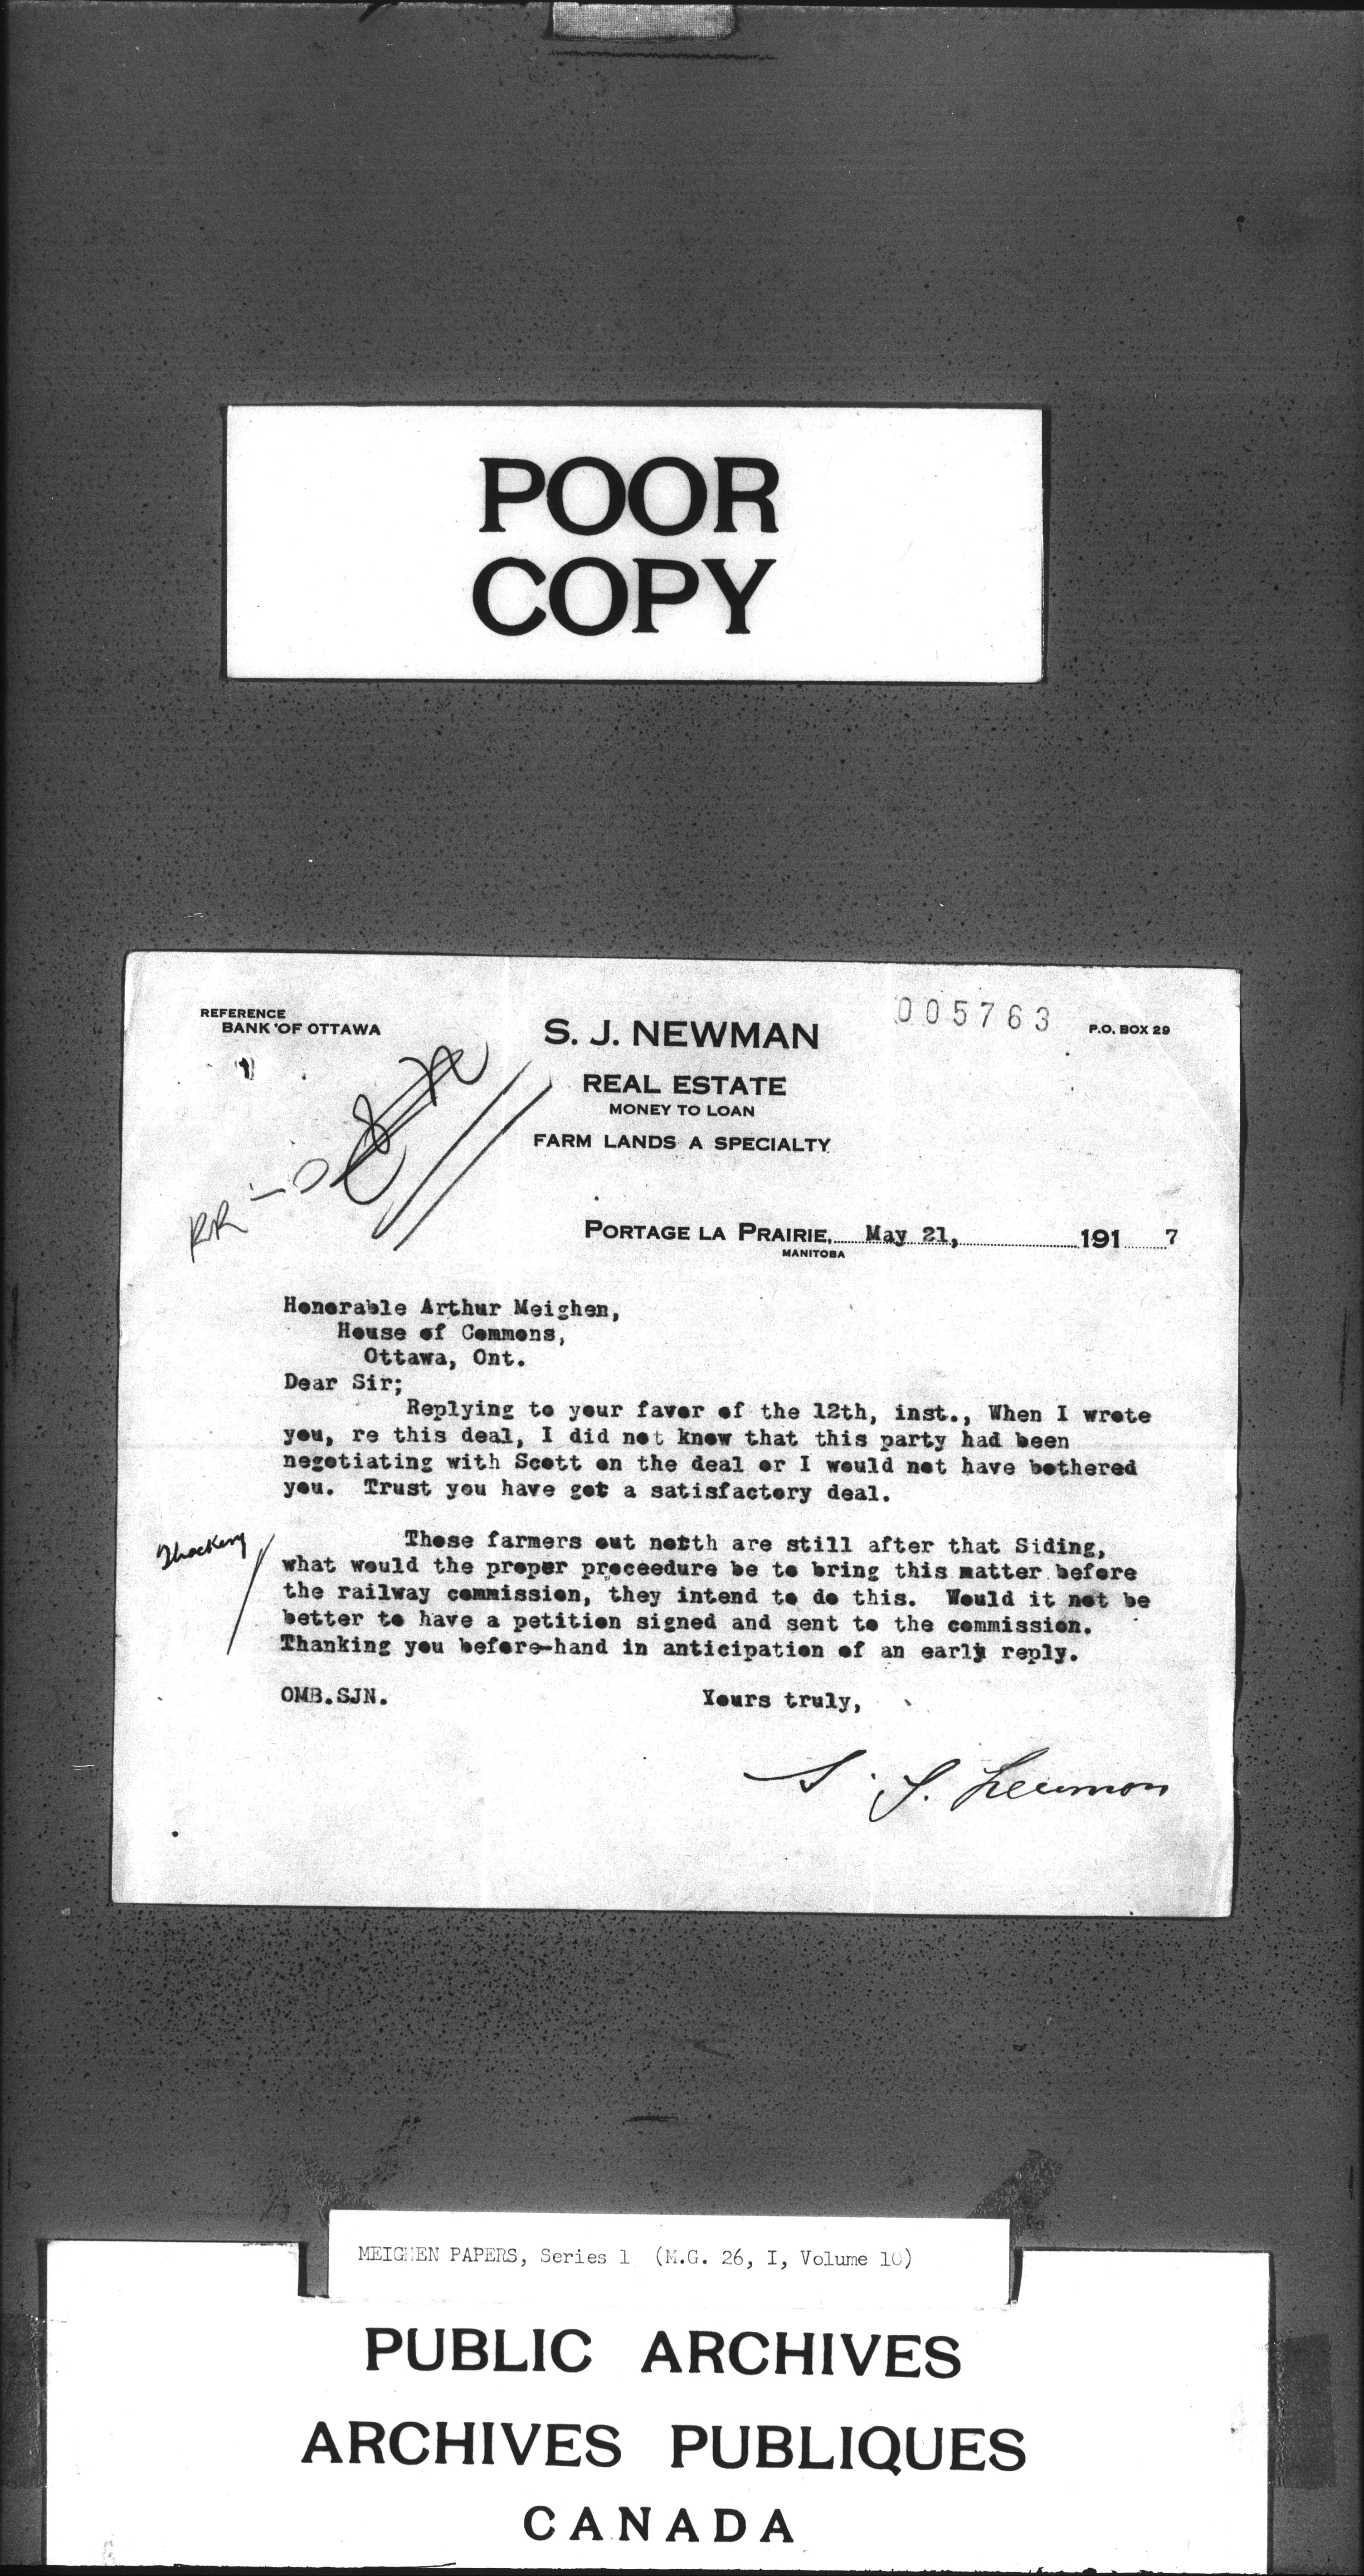 POOR
COPY
REFERENCE
BANK OF OTTAWA
005763
P.O. BOX 29
S. J. NEWMAN
REAL ESTATE
MONEY TO LOAN
FARM LANDS A SPECIALTY
RR
PORTAGE LA PRAIRIE, May 21, 191 7
MANITOBA
Honorable Arthur Meighen,
House of Commons,
Ottawa, Ont.
Dear Sir;
Replying to your favor of the 12th, inst., When I wrote
you, re this deal, I did not know that this party had been
negotiating with Scott on the deal or I would not have bothered
you. Trust you have got a satisfactory deal.
Those farmers out north are still after that Siding,
what would the proper proceedure be to bring this matter before
the railway commission, they intend to do this. Would it not be
better to have a petition signed and sent to the commission.
Thanking you before-hand in anticipation of an early reply.
OMB.SJN. Yours truly,
S. J. Newman
MEIGHEN PAPERS, Series 1 (M.G. 26, I, Volume 10)
PUBLIC ARCHIVES
ARCHIVES PUBLIQUES
CANADA